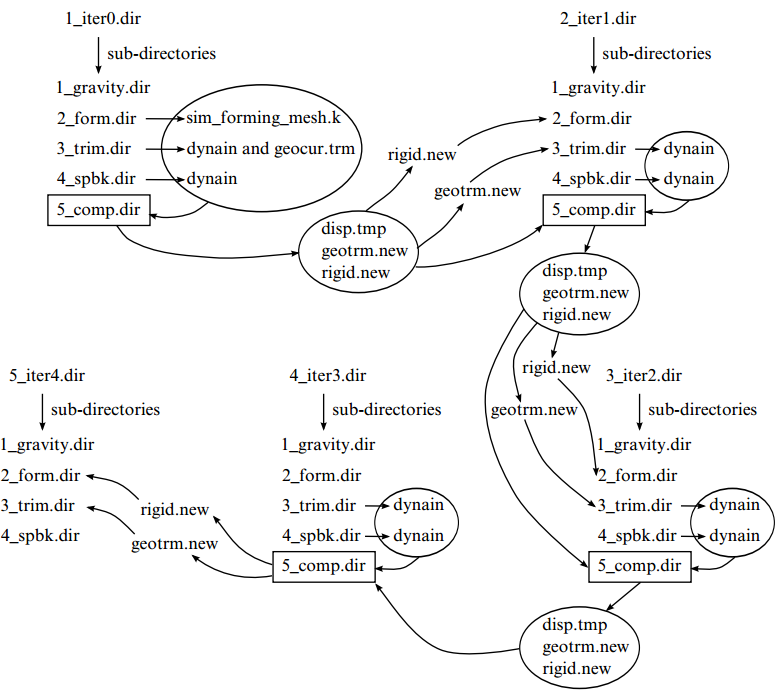 1_iter0.dir
sub-directories
1_gravity.dir
2_form.dir
sim_forming_mesh.k
3_trim.dir
dynain and geocur.trm
4_spbk.dir
dynain
5_comp.dir
disp.tmp
geotrm.new
rigid.new
rigid.new
geotrm.new
2_iter1.dir
sub-directories
1_gravity.dir
2_form.dir
3_trim.dir
dynain
4_spbk.dir
dynain
5_comp.dir
disp.tmp
geotrm.new
rigid.new
rigid.new
geotrm.new
3_iter2.dir
sub-directories
1_gravity.dir
2_form.dir
3_trim.dir
dynain
4_spbk.dir
dynain
5_comp.dir
disp.tmp
geotrm.new
rigid.new
4_iter3.dir
sub-directories
1_gravity.dir
2_form.dir
3_trim.dir
dynain
4_spbk.dir
dynain
5_comp.dir
rigid.new
geotrm.new
5_iter4.dir
sub-directories
1_gravity.dir
2_form.dir
3_trim.dir
4_spbk.dir